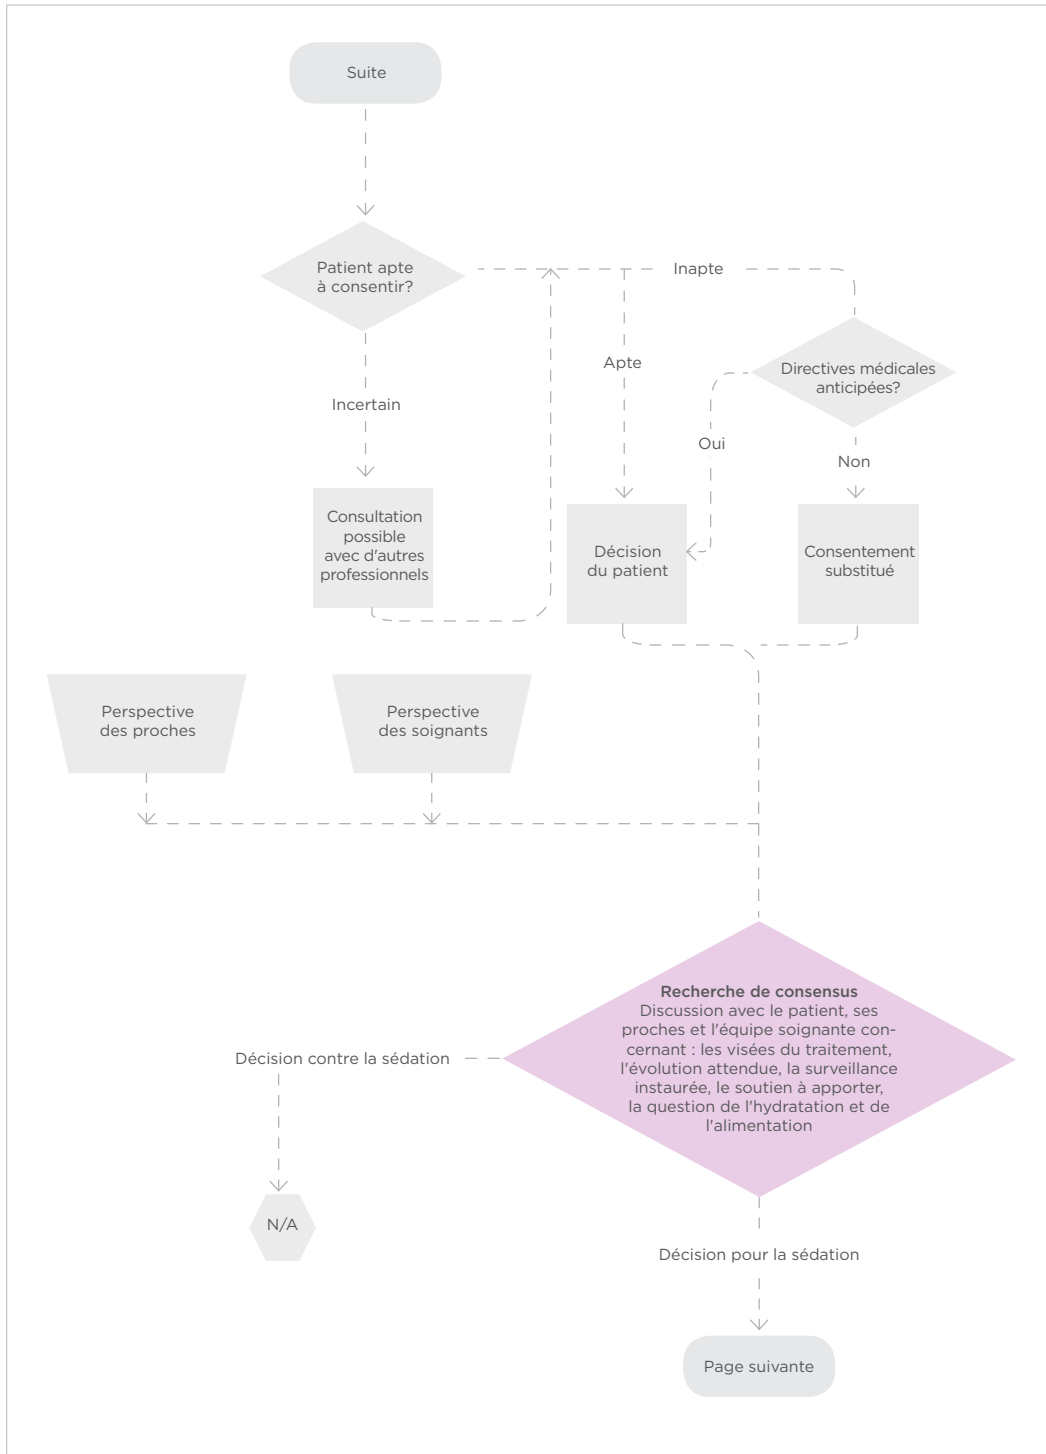 Suite
Patient apte
à consentir?
Inapte
Apte
Directives médicales
anticipées?
Incertain
Oui
Non
Consultation
possible
avec d'autres
professionnels
Décision
du patient
Consentement
substitué
Perspective
des proches
Perspective
des soignants
Recherche de consensus
Discussion avec le patient, ses
proches et l'équipe soignante con-
cernant : les visées du traitement,
l'évolution attendue, la surveillance
instaurée, le soutien à apporter,
la question de l'hydratation et de
l'alimentation
Décision contre la sédation
N/A
Décision pour la sédation
Page suivante